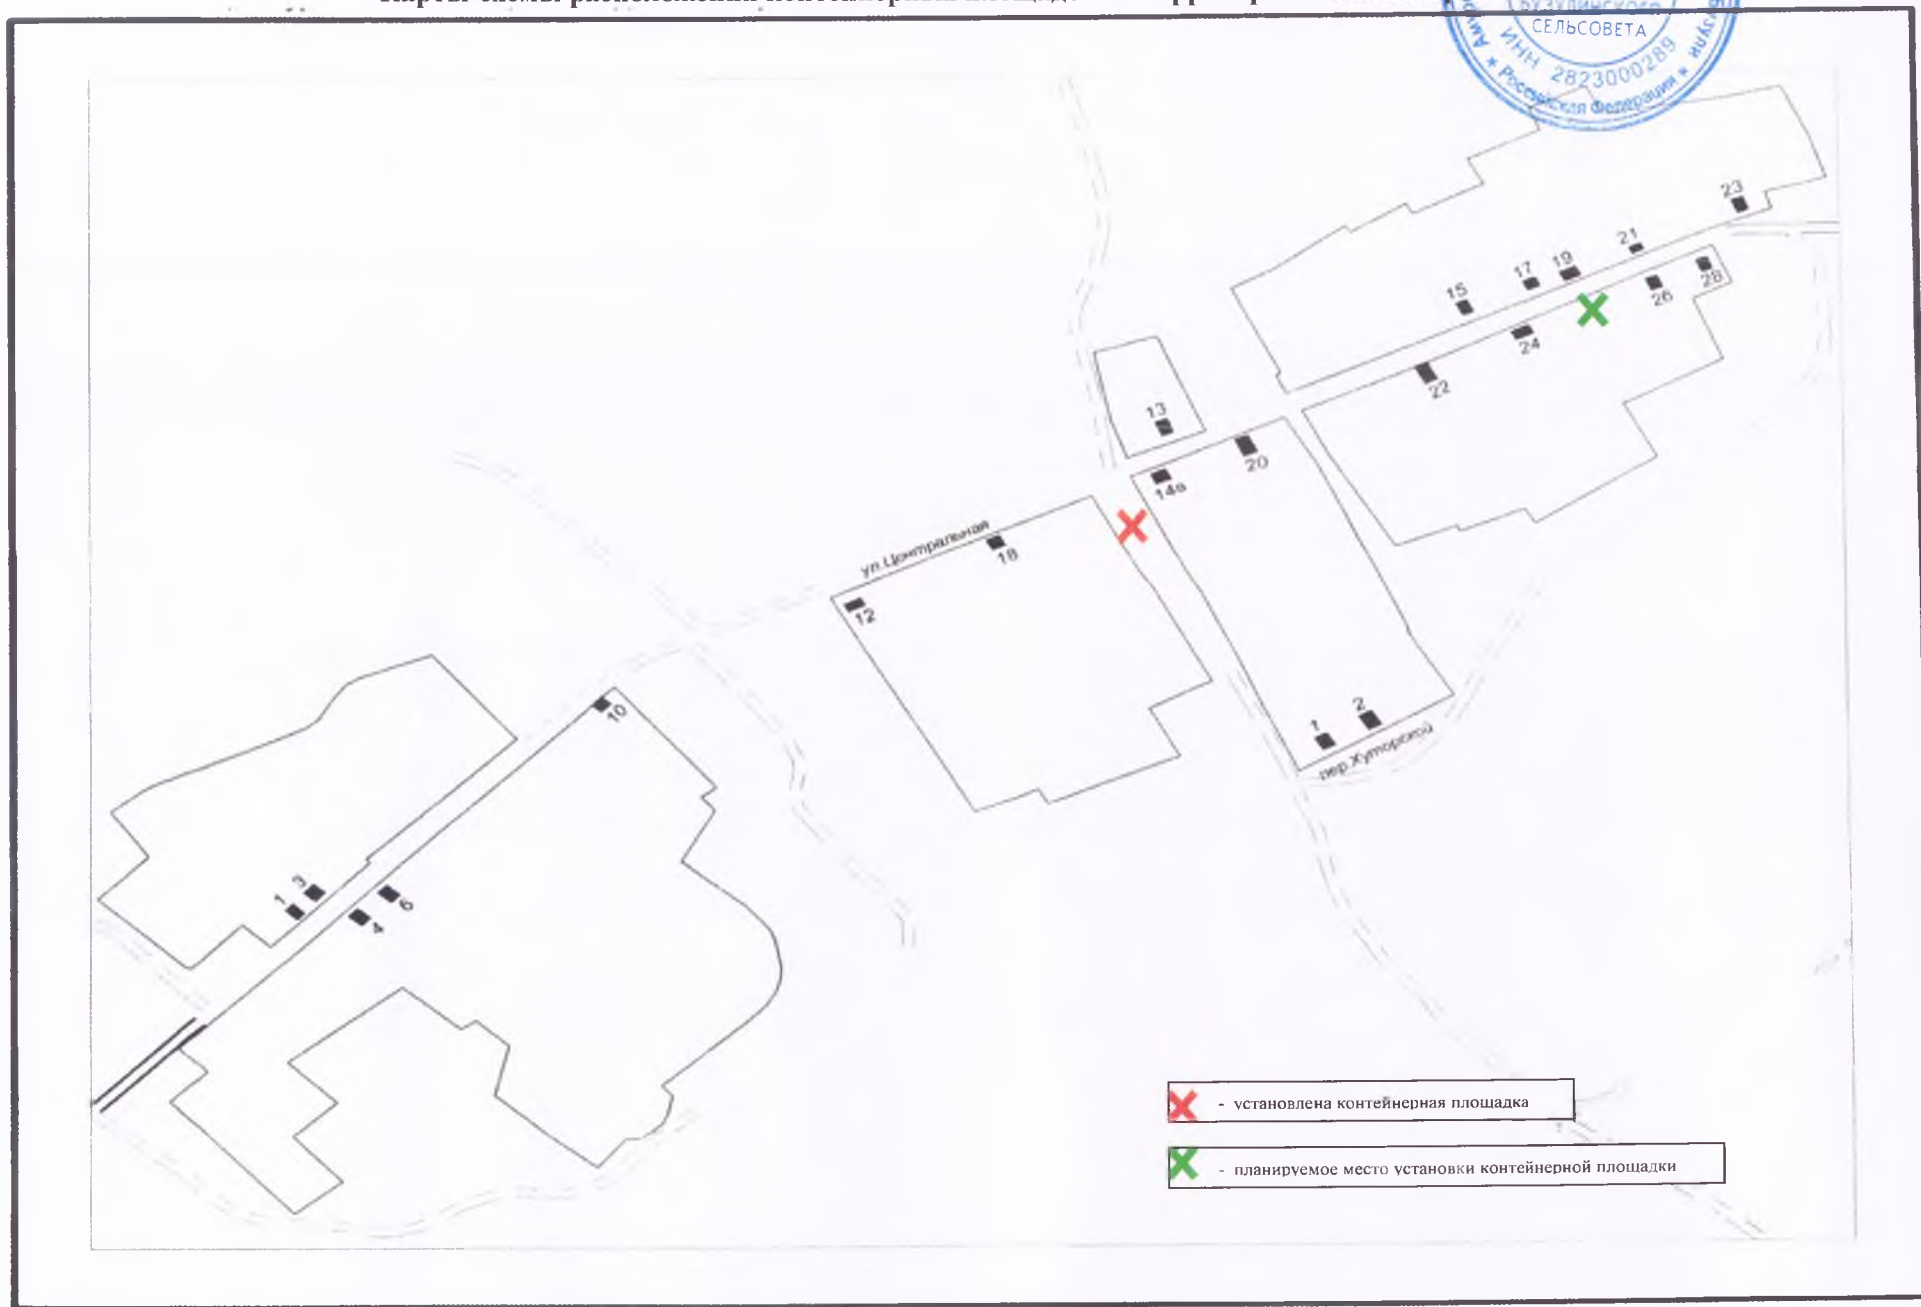 СЕЛЬСОВЕТА
ИНН 2823000289
Российская Федерация
23
21
19
17
15
28
26
24
22
13
20
14а
ул.Центральная
18
12
10
2
1
пер.Хуторской
3
1
6
4
- установлена контейнерная площадка
- планируемое место установки контейнерной площадки